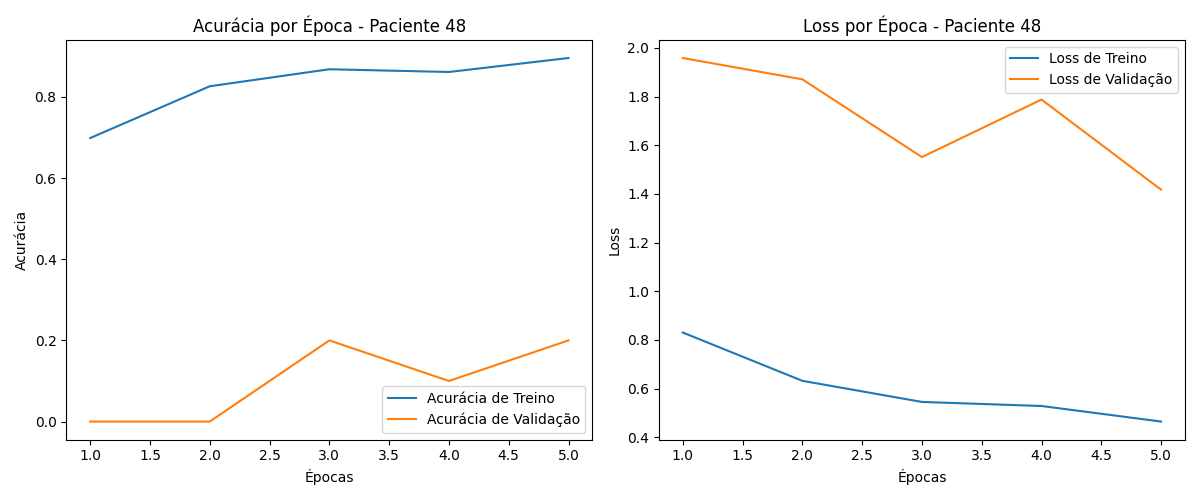 Acurácia por Época - Paciente 48
Acurácia
0.8
0.6
0.4
0.2
0.0
1.0 1.5 2.0 2.5 3.0 3.5 4.0 4.5 5.0
Épocas
Acurácia de Treino
Acurácia de Validação
Loss por Época - Paciente 48
Loss
2.0
1.8
1.6
1.4
1.2
1.0
0.8
0.6
0.4
1.0 1.5 2.0 2.5 3.0 3.5 4.0 4.5 5.0
Épocas
Loss de Treino
Loss de Validação